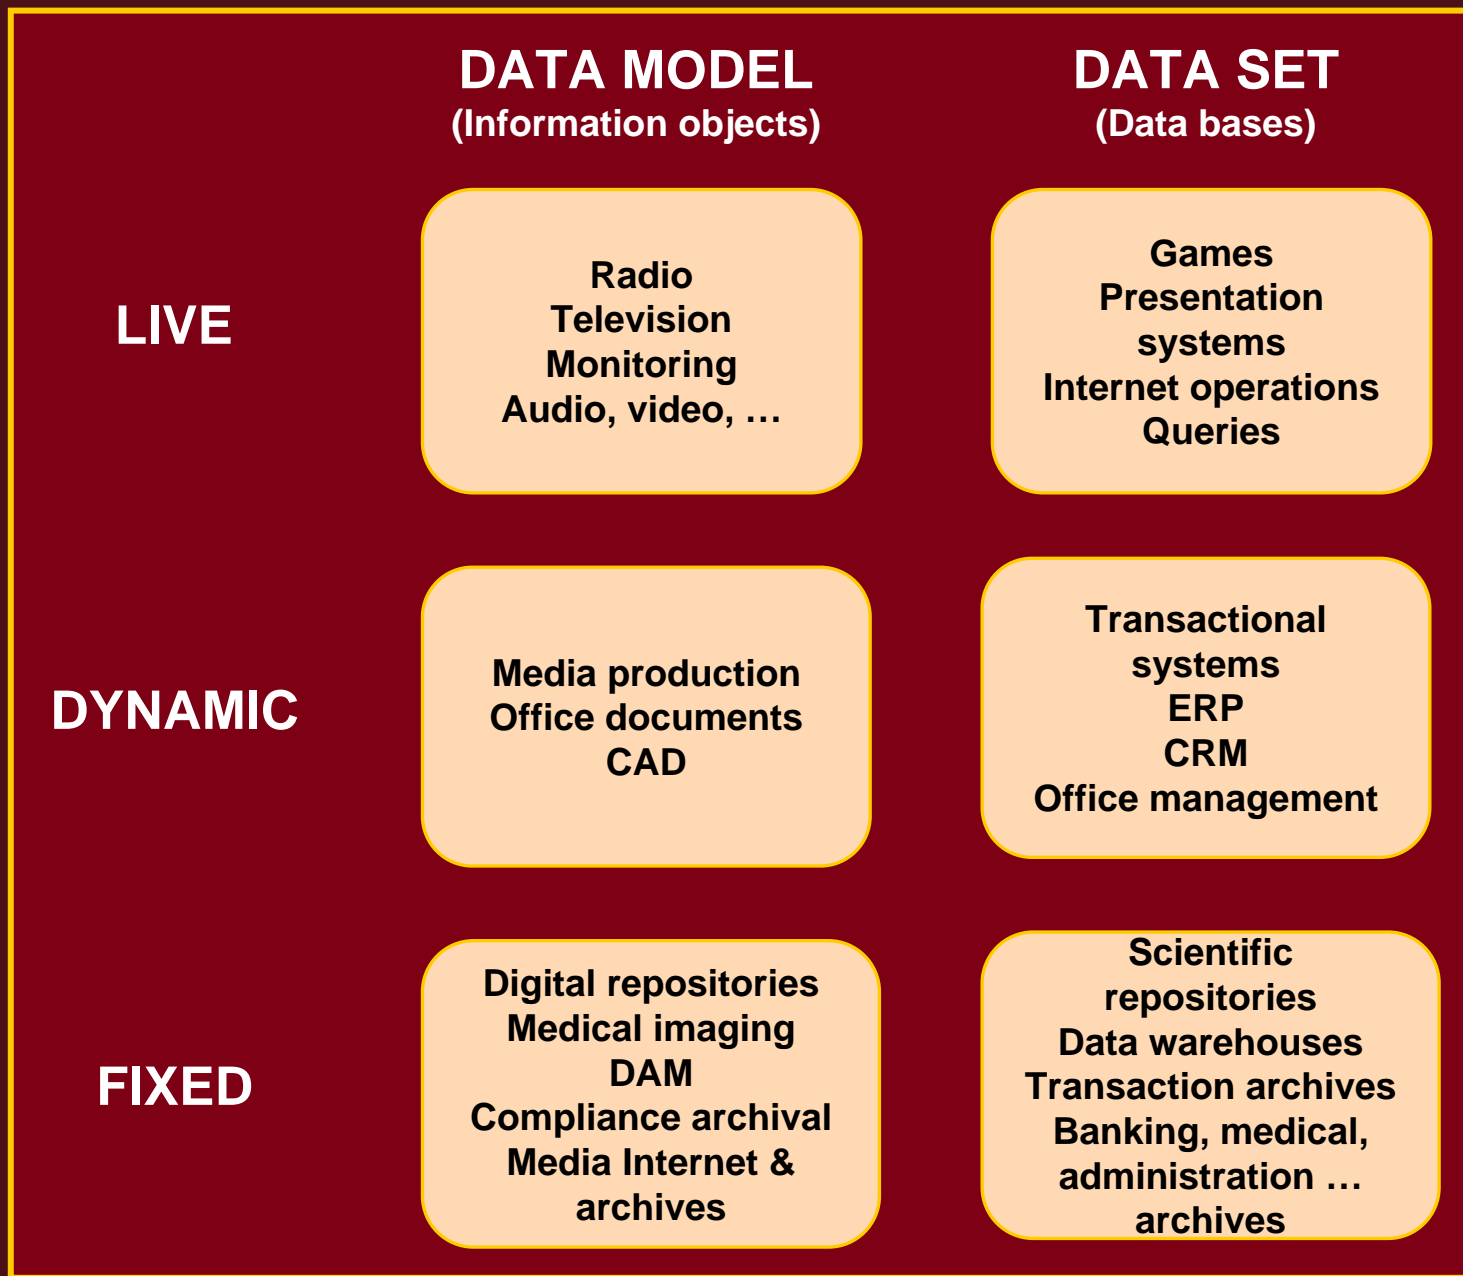 DATA MODEL
(Information objects)
DATA SET
(Data bases)
LIVE
Radio
Television
Monitoring
Audio, video, …
Games
Presentation
systems
Internet operations
Queries
DYNAMIC
Media production
Office documents
CAD
Transactional
systems
ERP
CRM
Office management
FIXED
Digital repositories
Medical imaging
DAM
Compliance archival
Media Internet &
archives
Scientific
repositories
Data warehouses
Transaction archives
Banking, medical,
administration …
archives